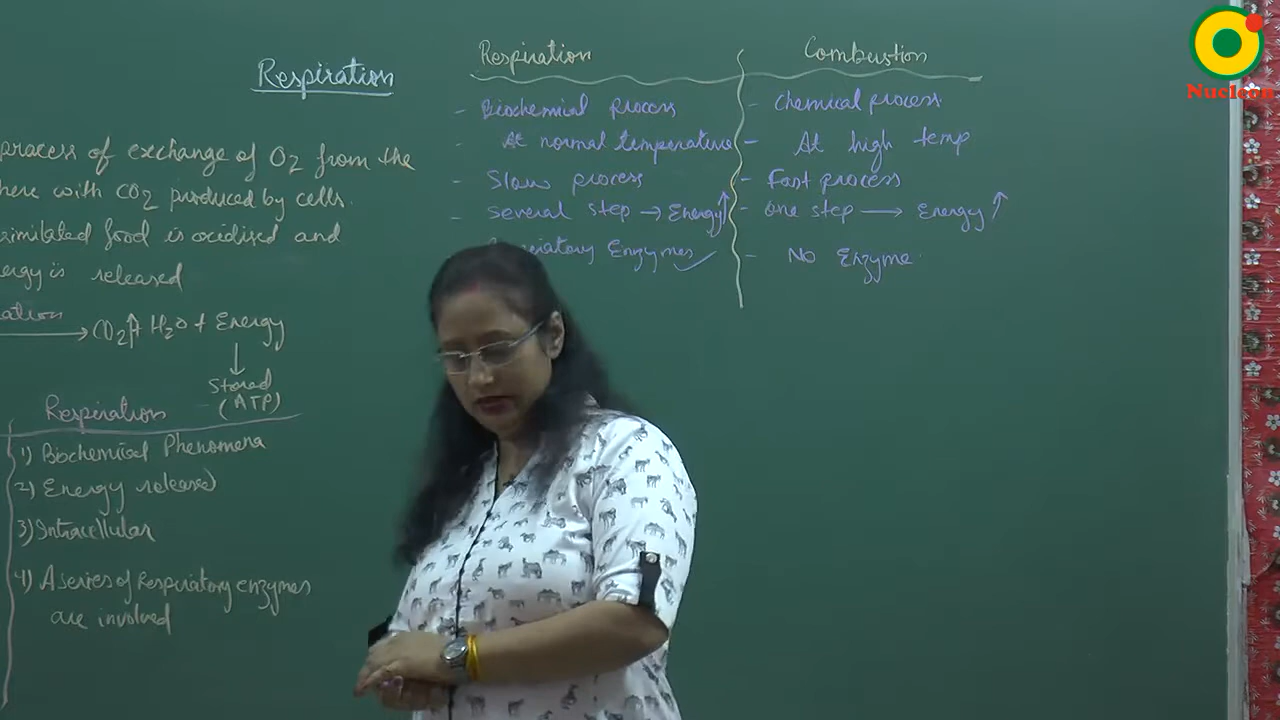 Respiration
process of exchange of O2 from the
here with CO2 produced by cells.
similated food is oxidised and
ergy is released
ation
→ CO2↑ + H2O + Energy
↓
Stored
(ATP)
Respiration
1) Biochemical Phenomena
2) Energy released
3) Intracellular
4) A series of Respiratory enzymes
are involved
Respiration Combustion
- Biochemical process - Chemical process
- At normal temperature - At high temp
- Slow process - Fast process
- Several step → Energy↑ - One step → Energy↑
iratory Enzymes ✓ - No Enzyme.
Nucleon